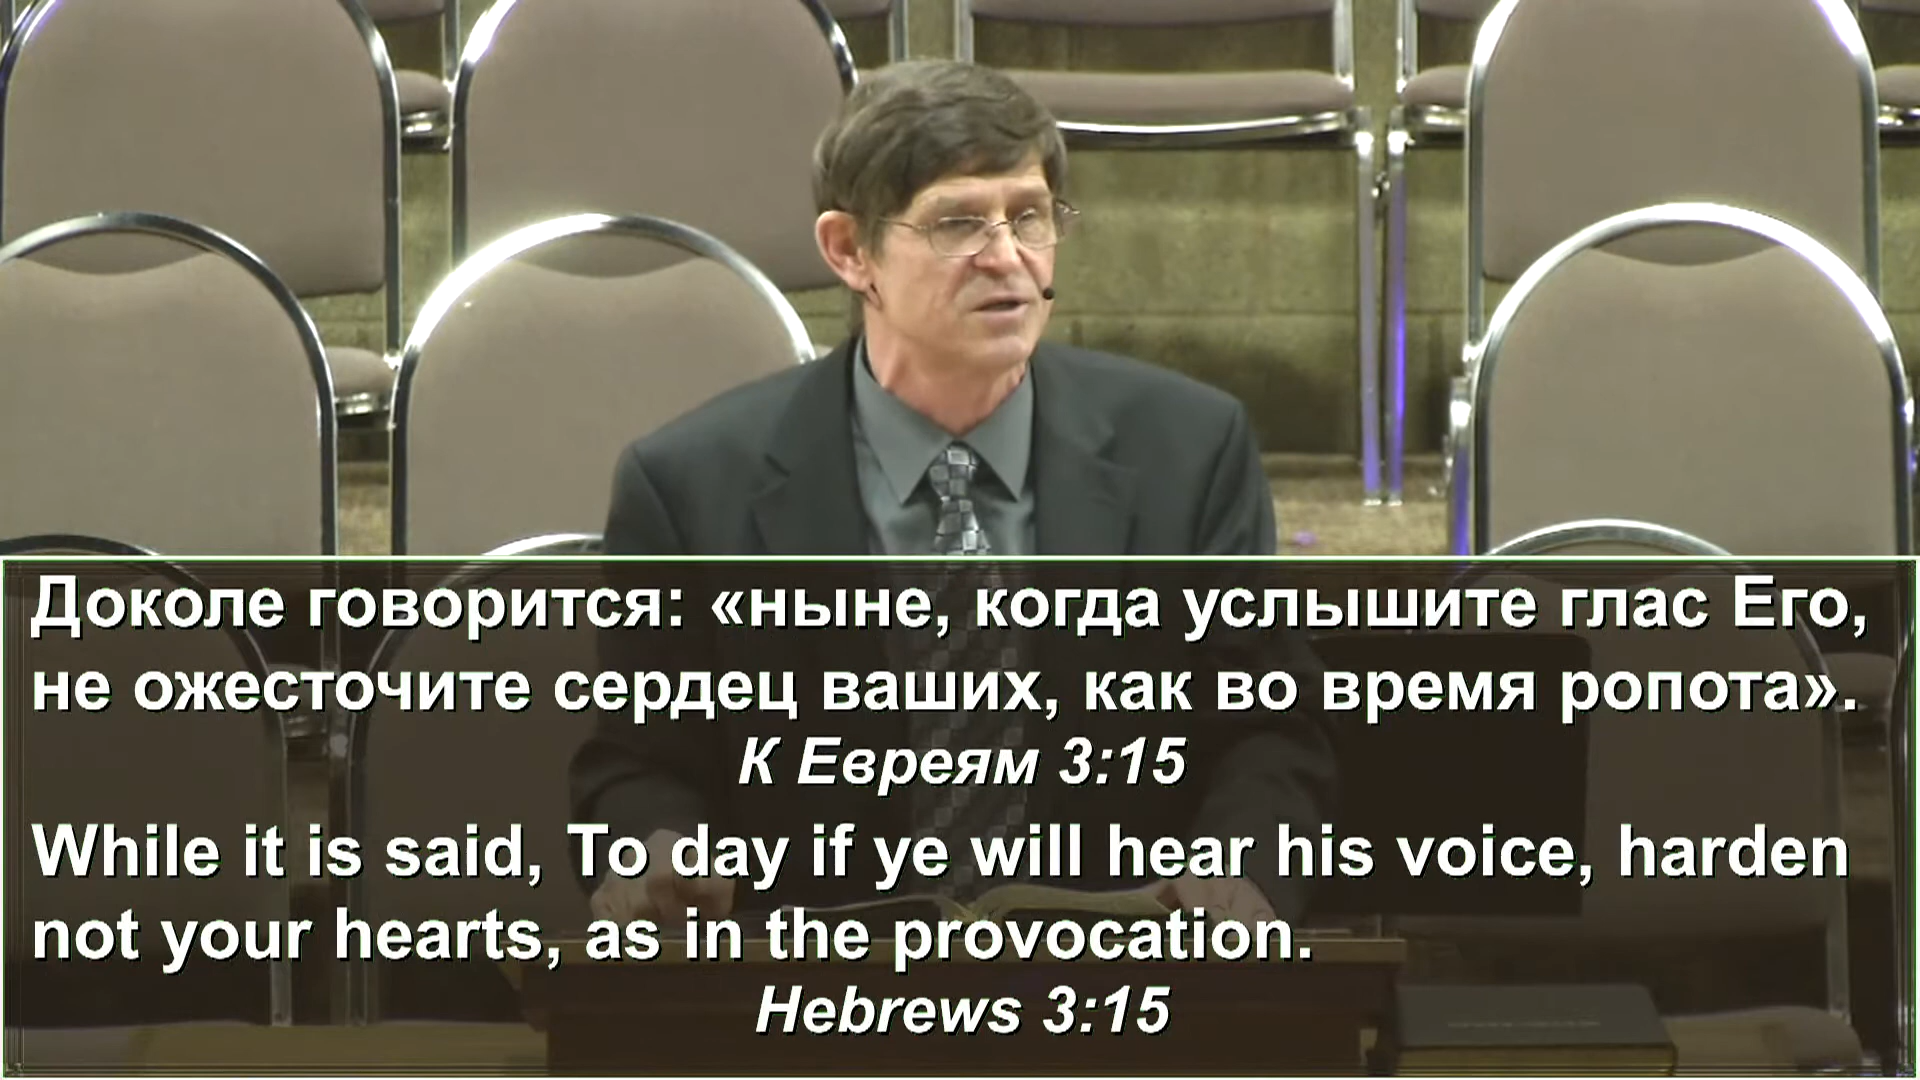 Доколе говорится: «ныне, когда услышите глас Его,
не ожесточите сердец ваших, как во время ропота».
К Евреям 3:15
While it is said, To day if ye will hear his voice, harden
not your hearts, as in the provocation.
Hebrews 3:15